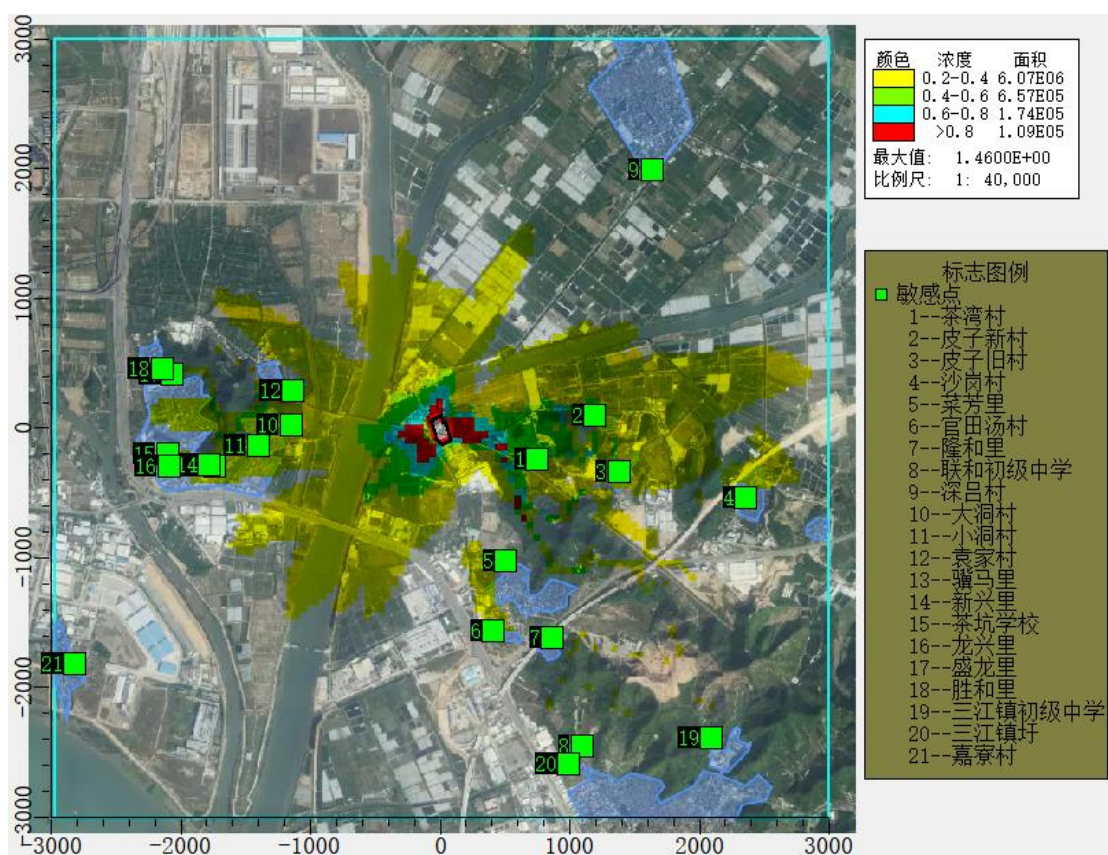 颜色 浓度 面积
0.2-0.4 6.07E06
0.4-0.6 6.57E05
0.6-0.8 1.74E05
>0.8 1.09E05
最大值: 1.4600E+00
比例尺: 1: 40,000
标志图例
敏感点
1--茶湾村
2--皮子新村
3--皮子旧村
4--沙岗村
5--菜芳里
6--官田汤村
7--隆和里
8--联和初级中学
9--深吕村
10--大洞村
11--小洞村
12--袁家村
13--骥马里
14--新兴里
15--茶坑学校
16--龙兴里
17--盛龙里
18--胜和里
19--三江镇初级中学
20--三江镇圩
21--嘉寮村
3000
2000
1000
0
-1000
-2000
-3000
-3000 -2000 -1000 0 1000 2000 3000
9
18
12
10
11
15
16
14
2
1
3
4
5
6
7
21
8
20
19